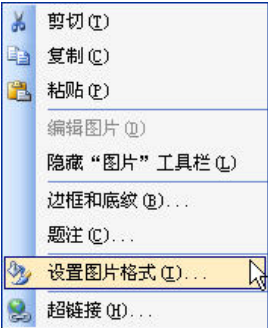 剪切(T)
复制(C)
粘贴(P)
编辑图片(D)
隐藏“图片”工具栏(L)
边框和底纹(B)...
题注(C)...
设置图片格式(I)...
超链接(H)...